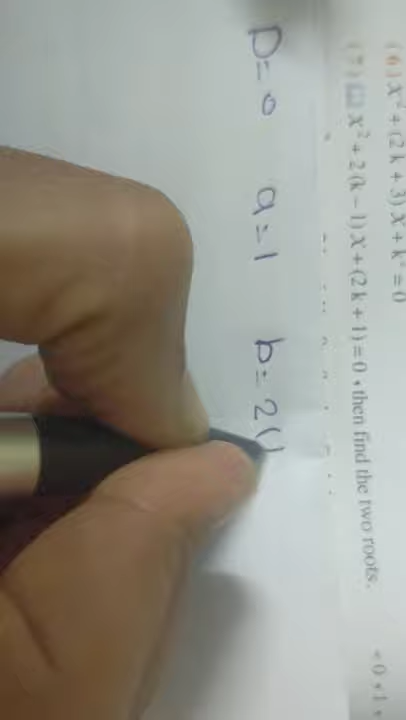 (6) x² + (2k + 3) x + k² = 0
(7) x² + 2 (k − 1) x + (2k + 1) = 0 , then find the two roots.
D = 0 a = 1 b = 2 (